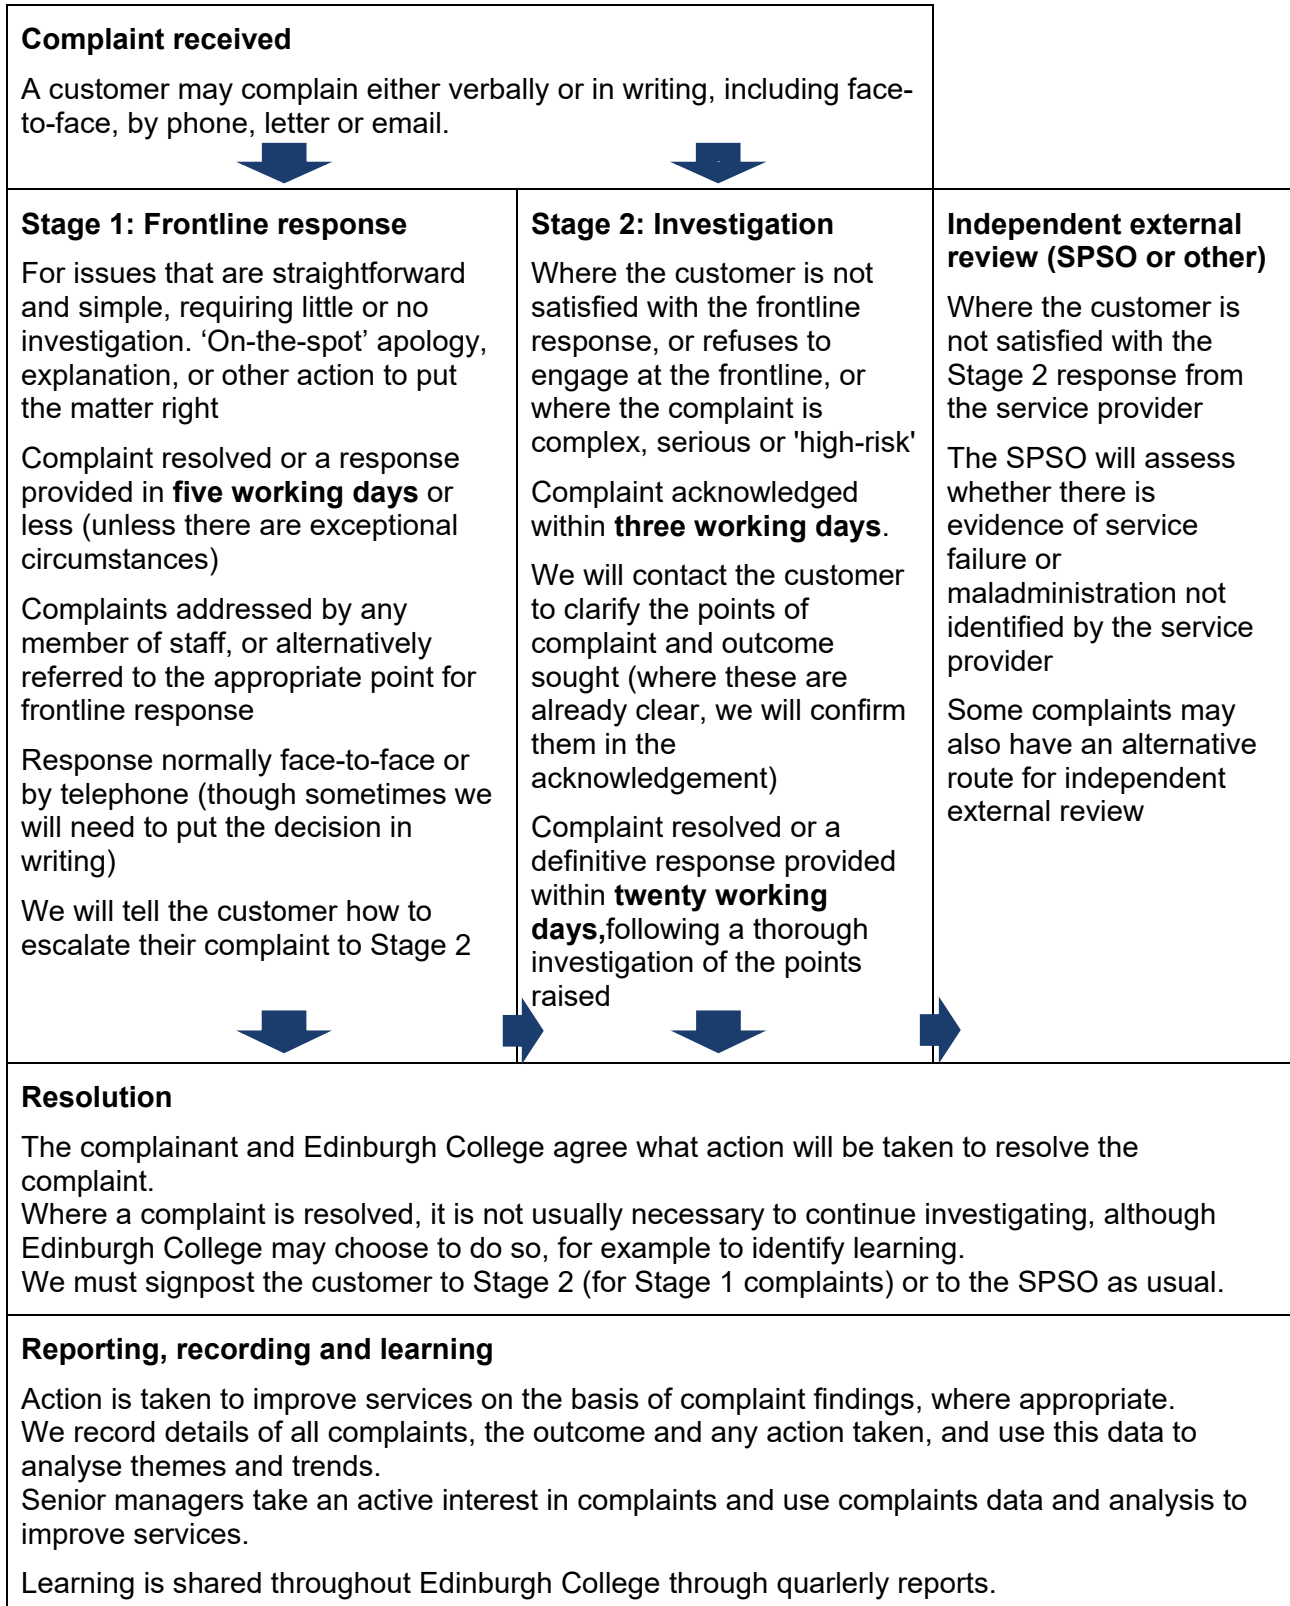 Complaint received
A customer may complain either verbally or in writing, including face-
to-face, by phone, letter or email.
Stage 1: Frontline response
For issues that are straightforward
and simple, requiring little or no
investigation. ‘On-the-spot’ apology,
explanation, or other action to put
the matter right
Complaint resolved or a response
provided in five working days or
less (unless there are exceptional
circumstances)
Complaints addressed by any
member of staff, or alternatively
referred to the appropriate point for
frontline response
Response normally face-to-face or
by telephone (though sometimes we
will need to put the decision in
writing)
We will tell the customer how to
escalate their complaint to Stage 2
Stage 2: Investigation
Where the customer is not
satisfied with the frontline
response, or refuses to
engage at the frontline, or
where the complaint is
complex, serious or 'high-risk'
Complaint acknowledged
within three working days.
We will contact the customer
to clarify the points of
complaint and outcome
sought (where these are
already clear, we will confirm
them in the
acknowledgement)
Complaint resolved or a
definitive response provided
within twenty working
days,following a thorough
investigation of the points
raised
Independent external
review (SPSO or other)
Where the customer is
not satisfied with the
Stage 2 response from
the service provider
The SPSO will assess
whether there is
evidence of service
failure or
maladministration not
identified by the service
provider
Some complaints may
also have an alternative
route for independent
external review
Resolution
The complainant and Edinburgh College agree what action will be taken to resolve the
complaint.
Where a complaint is resolved, it is not usually necessary to continue investigating, although
Edinburgh College may choose to do so, for example to identify learning.
We must signpost the customer to Stage 2 (for Stage 1 complaints) or to the SPSO as usual.
Reporting, recording and learning
Action is taken to improve services on the basis of complaint findings, where appropriate.
We record details of all complaints, the outcome and any action taken, and use this data to
analyse themes and trends.
Senior managers take an active interest in complaints and use complaints data and analysis to
improve services.
Learning is shared throughout Edinburgh College through quarlerly reports.